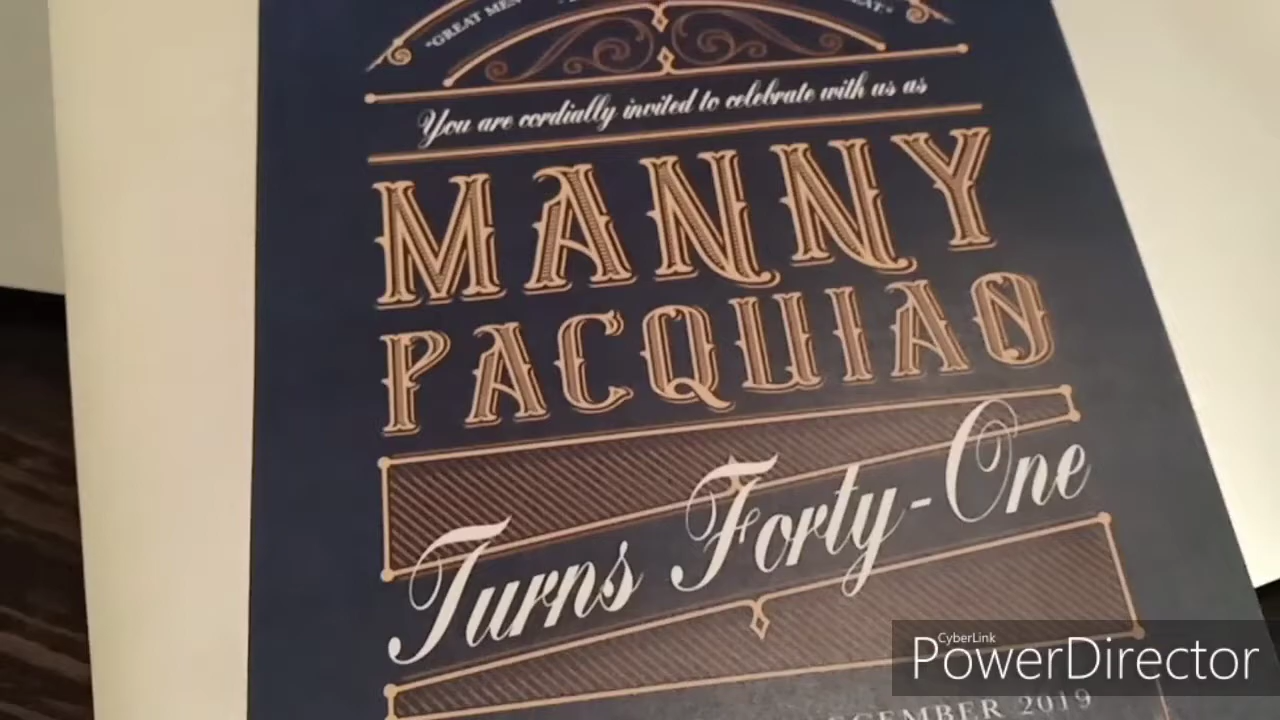 "GREAT MEN
You are cordially invited to celebrate with us as
MANNY
PACQUIAO
Turns Forty-One
DECEMBER 2019
CyberLink
PowerDirector